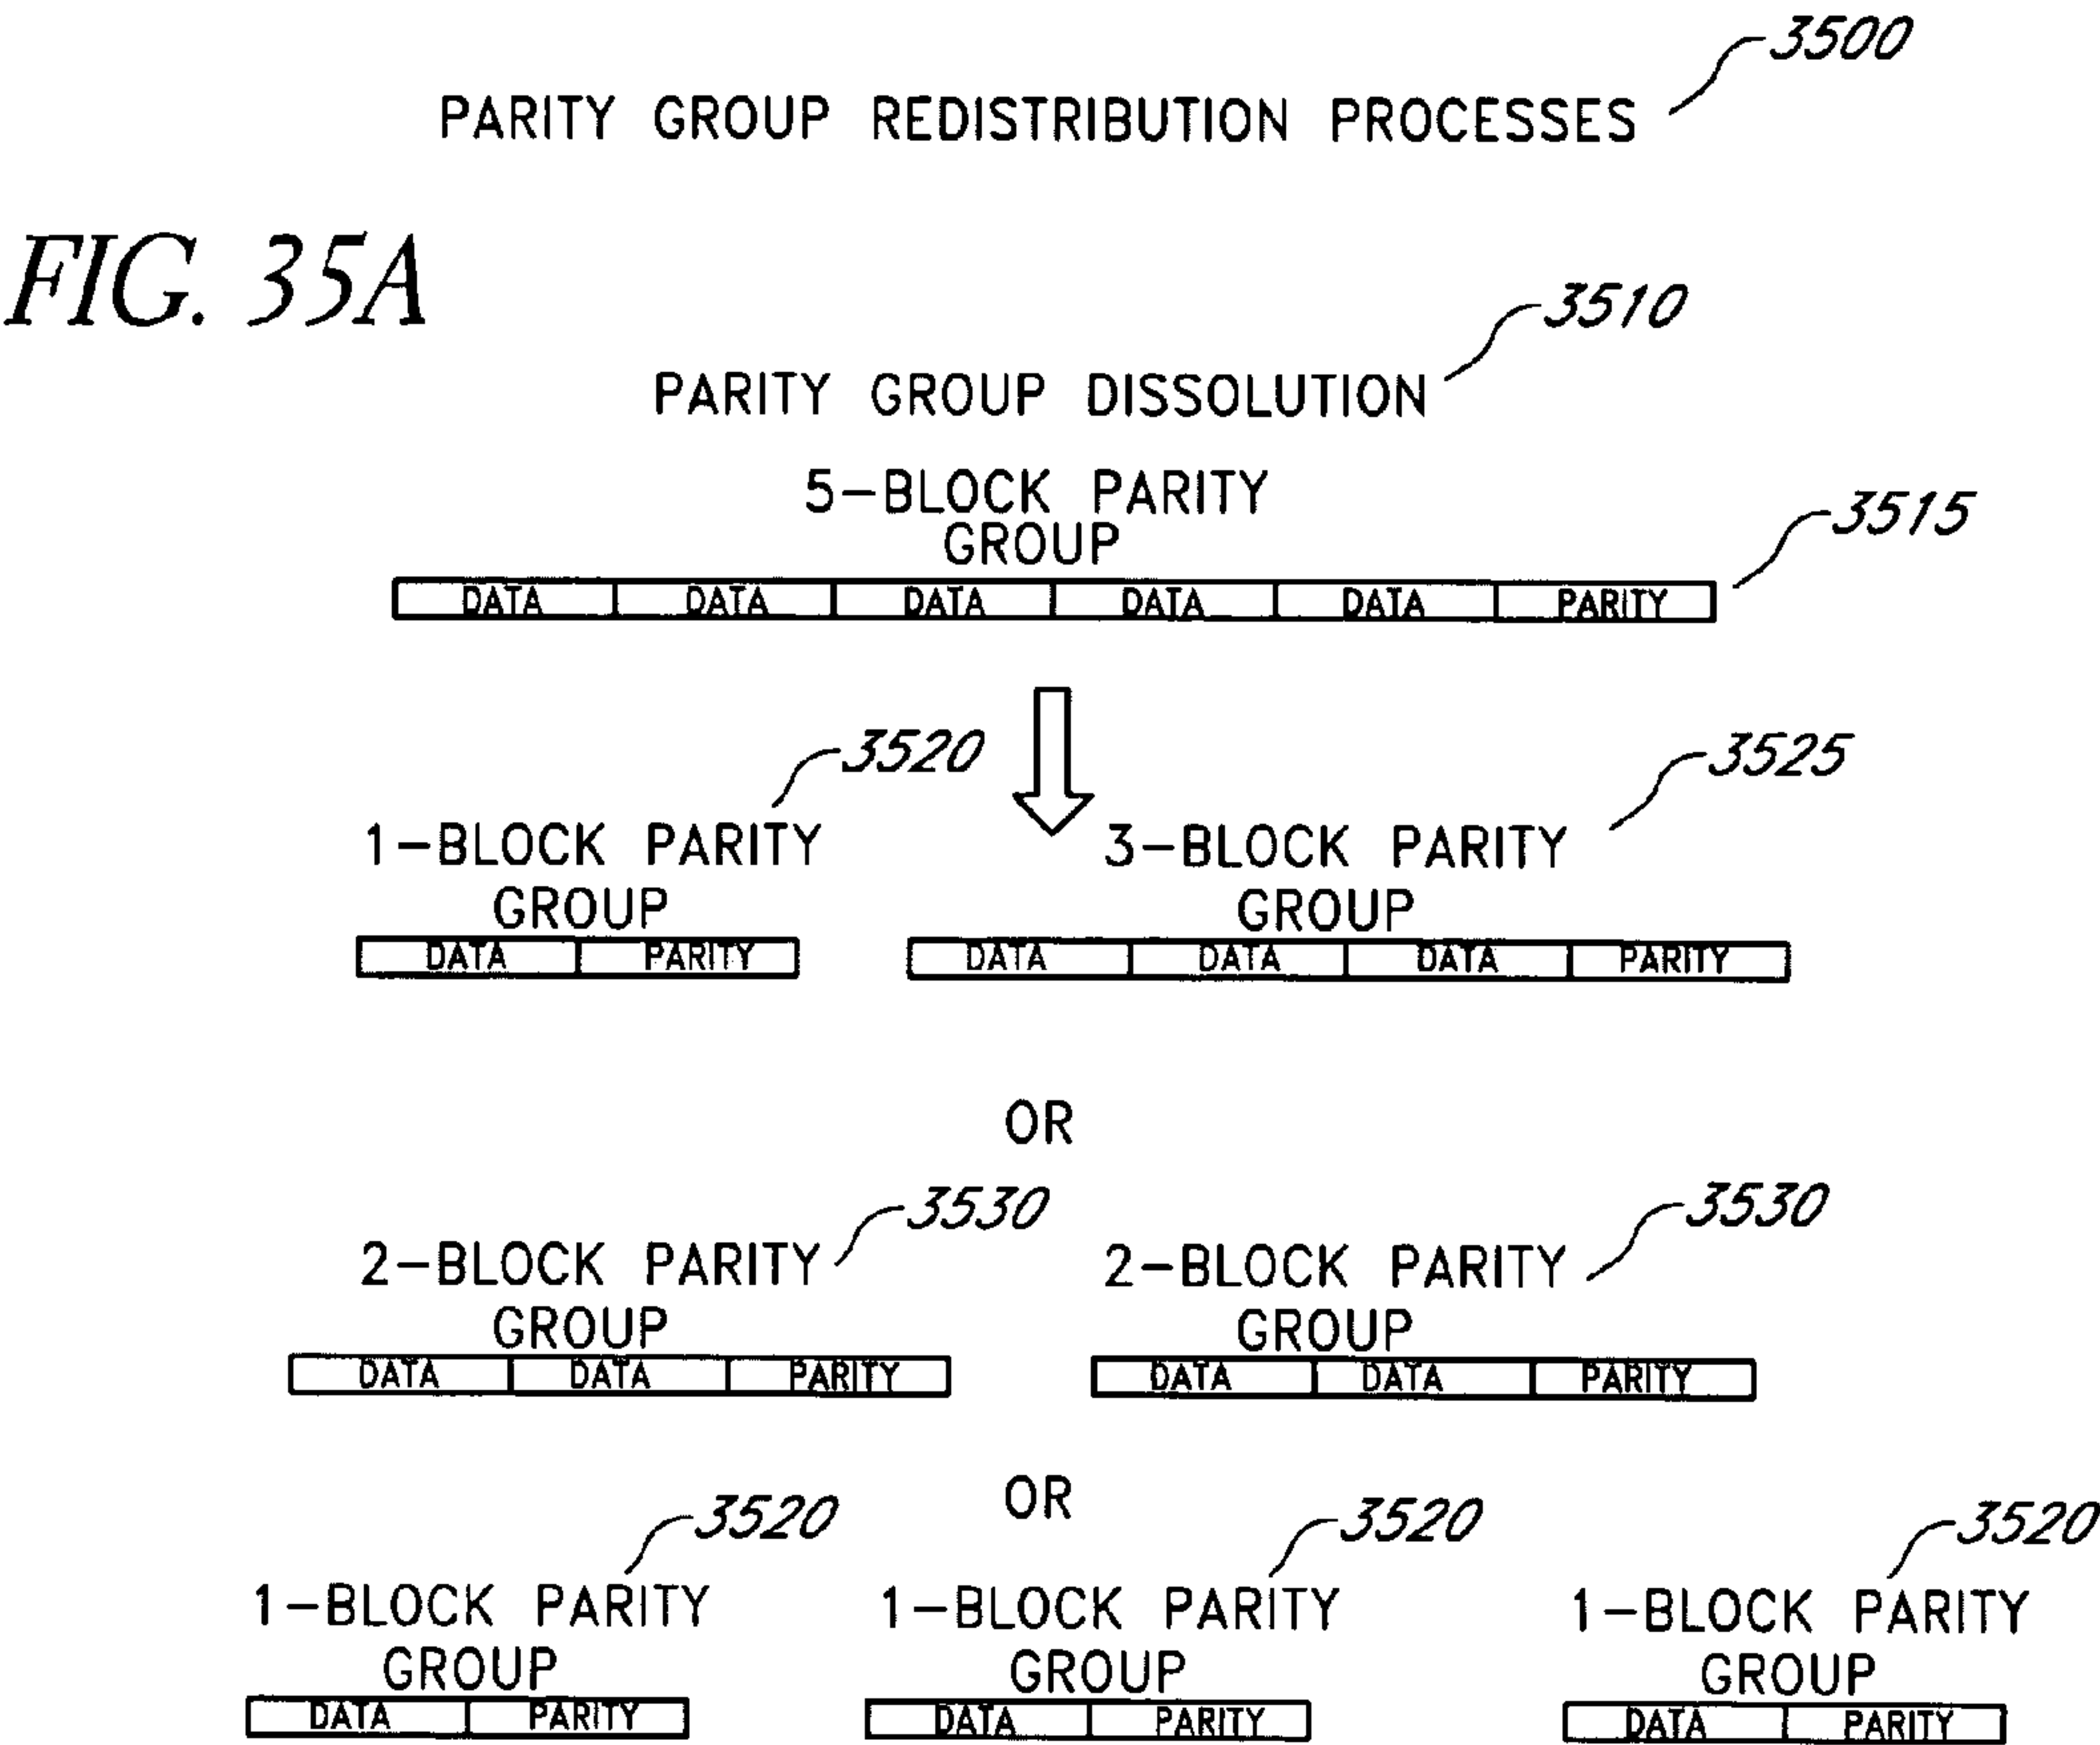 3500
PARITY GROUP REDISTRIBUTION PROCESSES
FIG. 35A
3510
PARITY GROUP DISSOLUTION
5-BLOCK PARITY
GROUP
3515
DATA DATA DATA DATA DATA PARITY
3520
3525
1-BLOCK PARITY
GROUP
DATA PARITY
3-BLOCK PARITY
GROUP
DATA DATA DATA PARITY
OR
3530
3530
2-BLOCK PARITY
GROUP
DATA DATA PARITY
2-BLOCK PARITY
GROUP
DATA DATA PARITY
OR
3520
3520
3520
1-BLOCK PARITY
GROUP
DATA PARITY
1-BLOCK PARITY
GROUP
DATA PARITY
1-BLOCK PARITY
GROUP
DATA PARITY